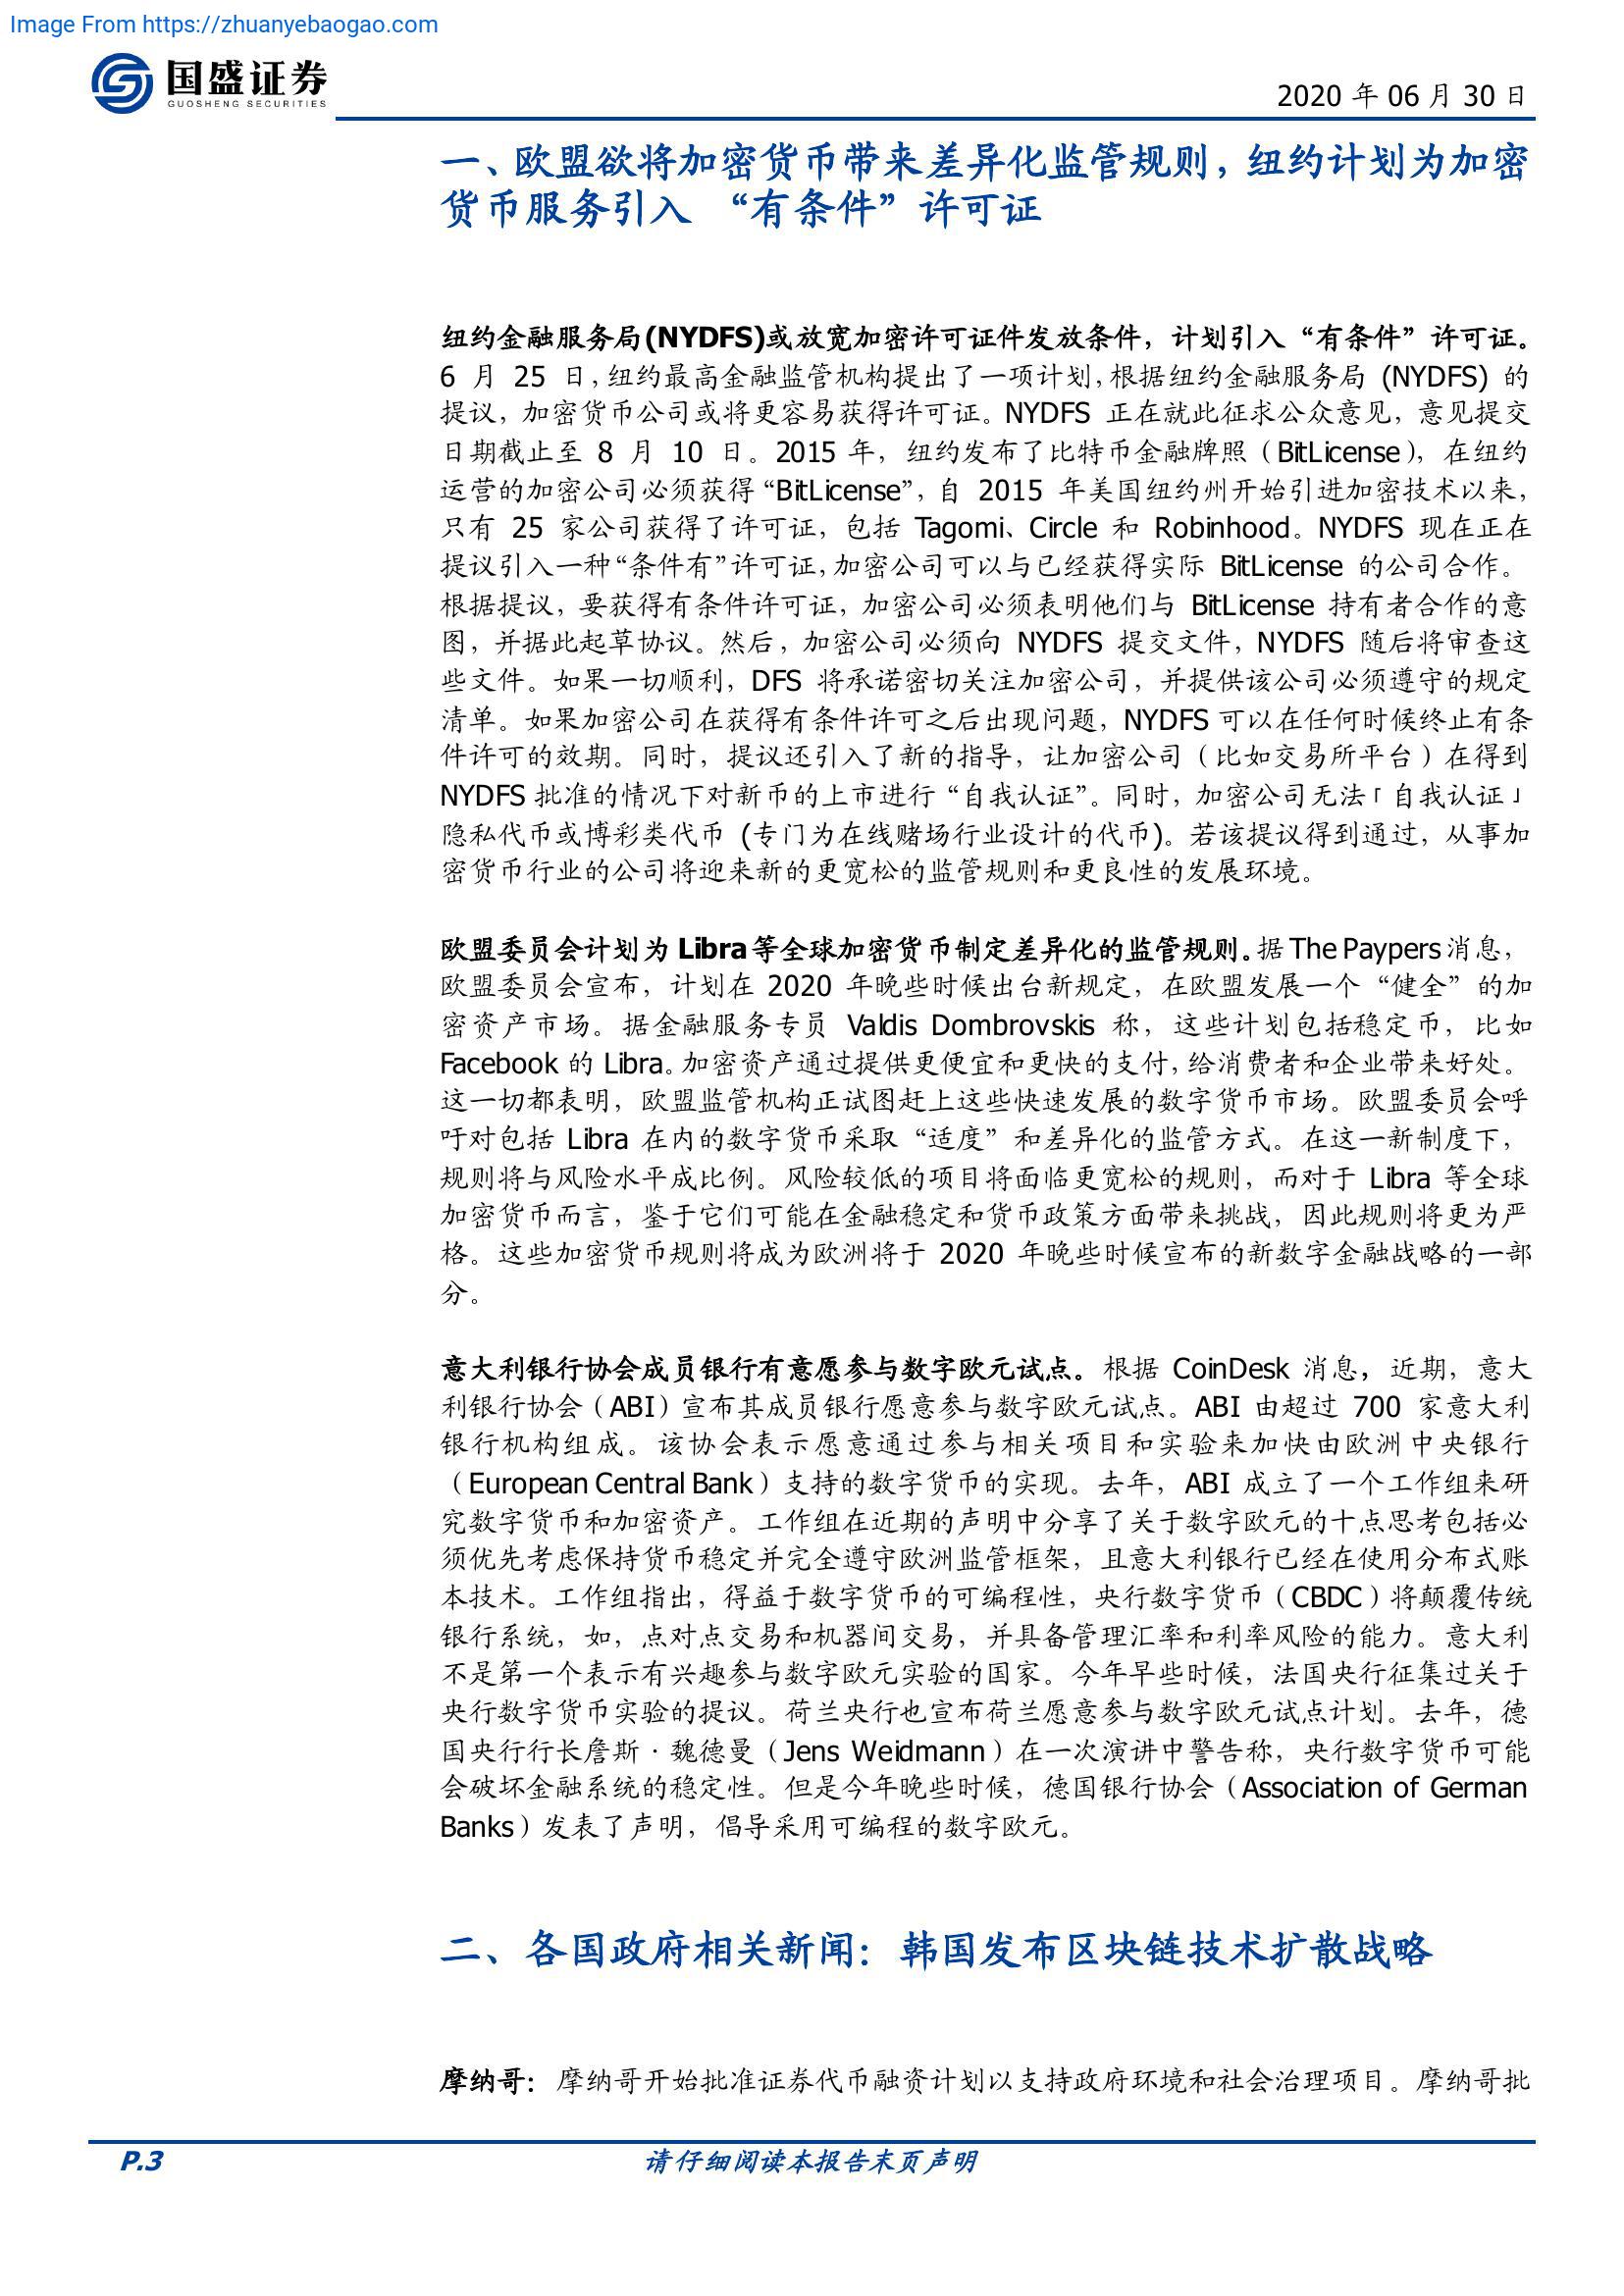 Image From https://zhuanyebaogao.com
国盛证券
GUOSHENG SECURITIES
2020 年 06 月 30 日
一、欧盟欲将加密货币带来差异化监管规则，纽约计划为加密
货币服务引入 “有条件”许可证
纽约金融服务局(NYDFS)或放宽加密许可证件发放条件，计划引入“有条件”许可证。
6 月 25 日，纽约最高金融监管机构提出了一项计划，根据纽约金融服务局 (NYDFS) 的
提议，加密货币公司或将更容易获得许可证。NYDFS 正在就此征求公众意见，意见提交
日期截止至 8 月 10 日。2015 年，纽约发布了比特币金融牌照（BitLicense），在纽约
运营的加密公司必须获得“BitLicense”，自 2015 年美国纽约州开始引进加密技术以来，
只有 25 家公司获得了许可证，包括 Tagomi、Circle 和 Robinhood。NYDFS 现在正在
提议引入一种“条件有”许可证，加密公司可以与已经获得实际 BitLicense 的公司合作。
根据提议，要获得有条件许可证，加密公司必须表明他们与 BitLicense 持有者合作的意
图，并据此起草协议。然后，加密公司必须向 NYDFS 提交文件，NYDFS 随后将审查这
些文件。如果一切顺利，DFS 将承诺密切关注加密公司，并提供该公司必须遵守的规定
清单。如果加密公司在获得有条件许可之后出现问题，NYDFS 可以在任何时候终止有条
件许可的效期。同时，提议还引入了新的指导，让加密公司（比如交易所平台）在得到
NYDFS 批准的情况下对新币的上市进行“自我认证”。同时，加密公司无法「自我认证」
隐私代币或博彩类代币 (专门为在线赌场行业设计的代币)。若该提议得到通过，从事加
密货币行业的公司将迎来新的更宽松的监管规则和更良性的发展环境。
欧盟委员会计划为 Libra 等全球加密货币制定差异化的监管规则。据 The Paypers 消息，
欧盟委员会宣布，计划在 2020 年晚些时候出台新规定，在欧盟发展一个“健全”的加
密资产市场。据金融服务专员 Valdis Dombrovskis 称，这些计划包括稳定币，比如
Facebook 的 Libra。加密资产通过提供更便宜和更快的支付，给消费者和企业带来好处。
这一切都表明，欧盟监管机构正试图赶上这些快速发展的数字货币市场。欧盟委员会呼
吁对包括 Libra 在内的数字货币采取“适度”和差异化的监管方式。在这一新制度下，
规则将与风险水平成比例。风险较低的项目将面临更宽松的规则，而对于 Libra 等全球
加密货币而言，鉴于它们可能在金融稳定和货币政策方面带来挑战，因此规则将更为严
格。这些加密货币规则将成为欧洲将于 2020 年晚些时候宣布的新数字金融战略的一部
分。
意大利银行协会成员银行有意愿参与数字欧元试点。根据 CoinDesk 消息，近期，意大
利银行协会（ABI）宣布其成员银行愿意参与数字欧元试点。ABI 由超过 700 家意大利
银行机构组成。该协会表示愿意通过参与相关项目和实验来加快由欧洲中央银行
（European Central Bank）支持的数字货币的实现。去年，ABI 成立了一个工作组来研
究数字货币和加密资产。工作组在近期的声明中分享了关于数字欧元的十点思考包括必
须优先考虑保持货币稳定并完全遵守欧洲监管框架，且意大利银行已经在使用分布式账
本技术。工作组指出，得益于数字货币的可编程性，央行数字货币（CBDC）将颠覆传统
银行系统，如，点对点交易和机器间交易，并具备管理汇率和利率风险的能力。意大利
不是第一个表示有兴趣参与数字欧元实验的国家。今年早些时候，法国央行征集过关于
央行数字货币实验的提议。荷兰央行也宣布荷兰愿意参与数字欧元试点计划。去年，德
国央行行长詹斯·魏德曼（Jens Weidmann）在一次演讲中警告称，央行数字货币可能
会破坏金融系统的稳定性。但是今年晚些时候，德国银行协会（Association of German
Banks）发表了声明，倡导采用可编程的数字欧元。
二、各国政府相关新闻：韩国发布区块链技术扩散战略
摩纳哥：摩纳哥开始批准证券代币融资计划以支持政府环境和社会治理项目。摩纳哥批
P.3
请仔细阅读本报告末页声明